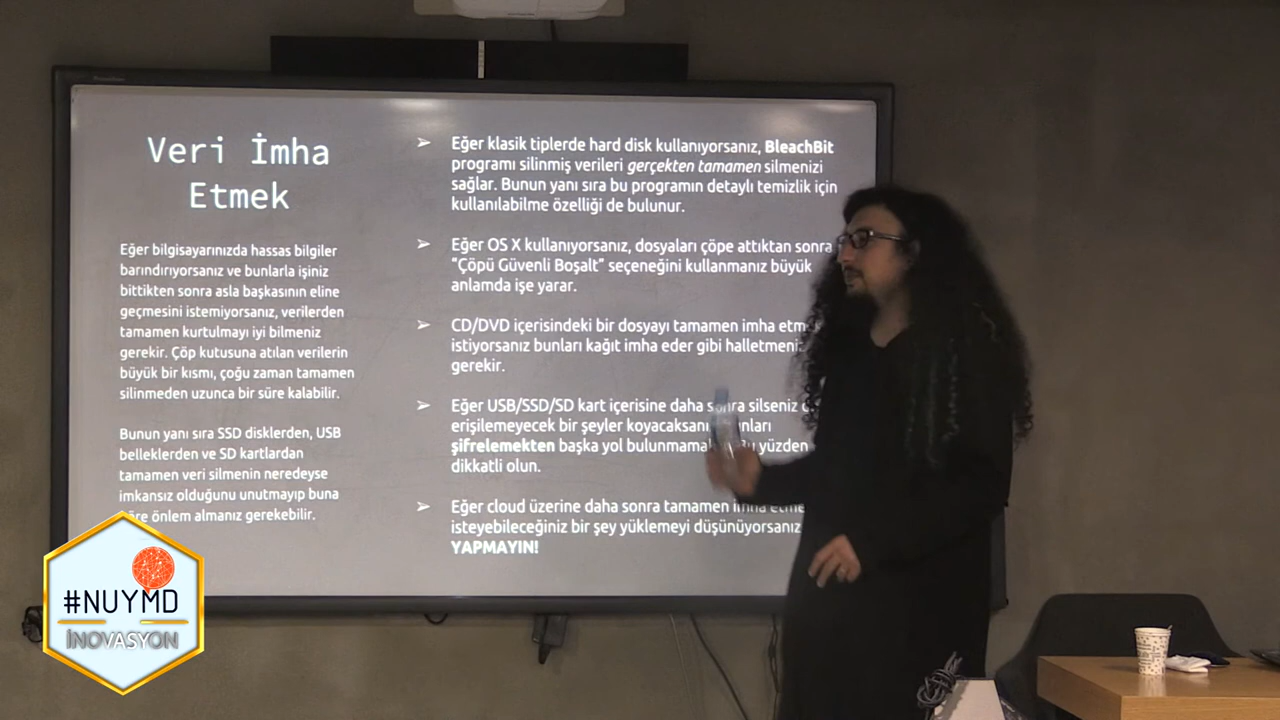 Veri İmha
Etmek
Eğer bilgisayarınızda hassas bilgiler
barındırıyorsanız ve bunlarla işiniz
bittikten sonra asla başkasının eline
geçmesini istemiyorsanız, verilerden
tamamen kurtulmayı iyi bilmeniz
gerekir. Çöp kutusuna atılan verilerin
büyük bir kısmı, çoğu zaman tamamen
silinmeden uzunca bir süre kalabilir.
Bunun yanı sıra SSD disklerden, USB
belleklerden ve SD kartlardan
tamamen veri silmenin neredeyse
imkansız olduğunu unutmayıp buna
önlem almanız gerekebilir.
➢ Eğer klasik tiplerde hard disk kullanıyorsanız, BleachBit
programı silinmiş verileri gerçekten tamamen silmenizi
sağlar. Bunun yanı sıra bu programın detaylı temizlik için
kullanılabilme özelliği de bulunur.
➢ Eğer OS X kullanıyorsanız, dosyaları çöpe attıktan sonra
“Çöpü Güvenli Boşalt” seçeneğini kullanmanız büyük
anlamda işe yarar.
➢ CD/DVD içerisindeki bir dosyayı tamamen imha
istiyorsanız bunları kağıt imha eder gibi
gerekir.
➢ Eğer USB/SSD/SD kart içerisine daha sonra silseniz
erişilemeyecek bir şeyler
şifrelemekten başka yol yüzden
dikkatli olun.
➢ Eğer cloud üzerine daha sonra tamamen imha
isteyebileceğiniz bir şey yüklemeyi düşünüyorsanız
YAPMAYIN!
#NUYMD
İNOVASYON